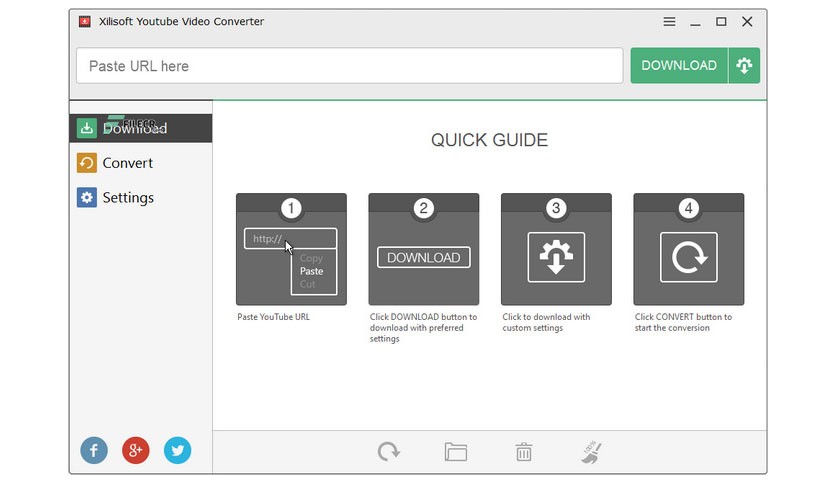 Xilisoft Youtube Video Converter
Paste URL here
DOWNLOAD
Download
FILECR
Convert
Settings
QUICK GUIDE
1
http://
Copy
Paste
Cut
Paste YouTube URL
2
DOWNLOAD
Click DOWNLOAD button to
download with preferred
settings
3
Click to download with
custom settings
4
Click CONVERT button to
start the conversion
f
g+
100%